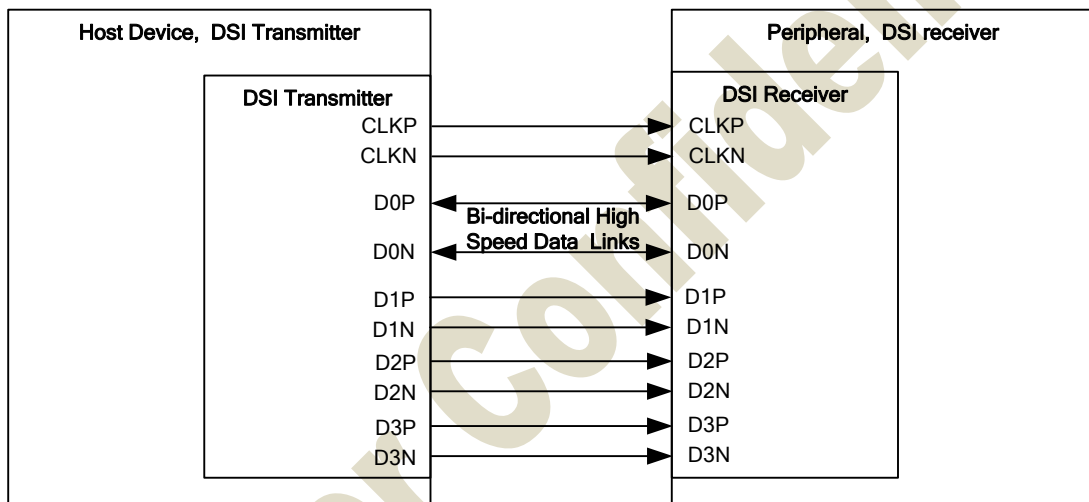 Host Device, DSI Transmitter
Peripheral, DSI receiver
DSI Transmitter
DSI Receiver
CLKP
CLKP
CLKN
CLKN
D0P
D0P
Bi-directional High
Speed Data Links
D0N
D0N
D1P
D1P
D1N
D1N
D2P
D2P
D2N
D2N
D3P
D3P
D3N
D3N